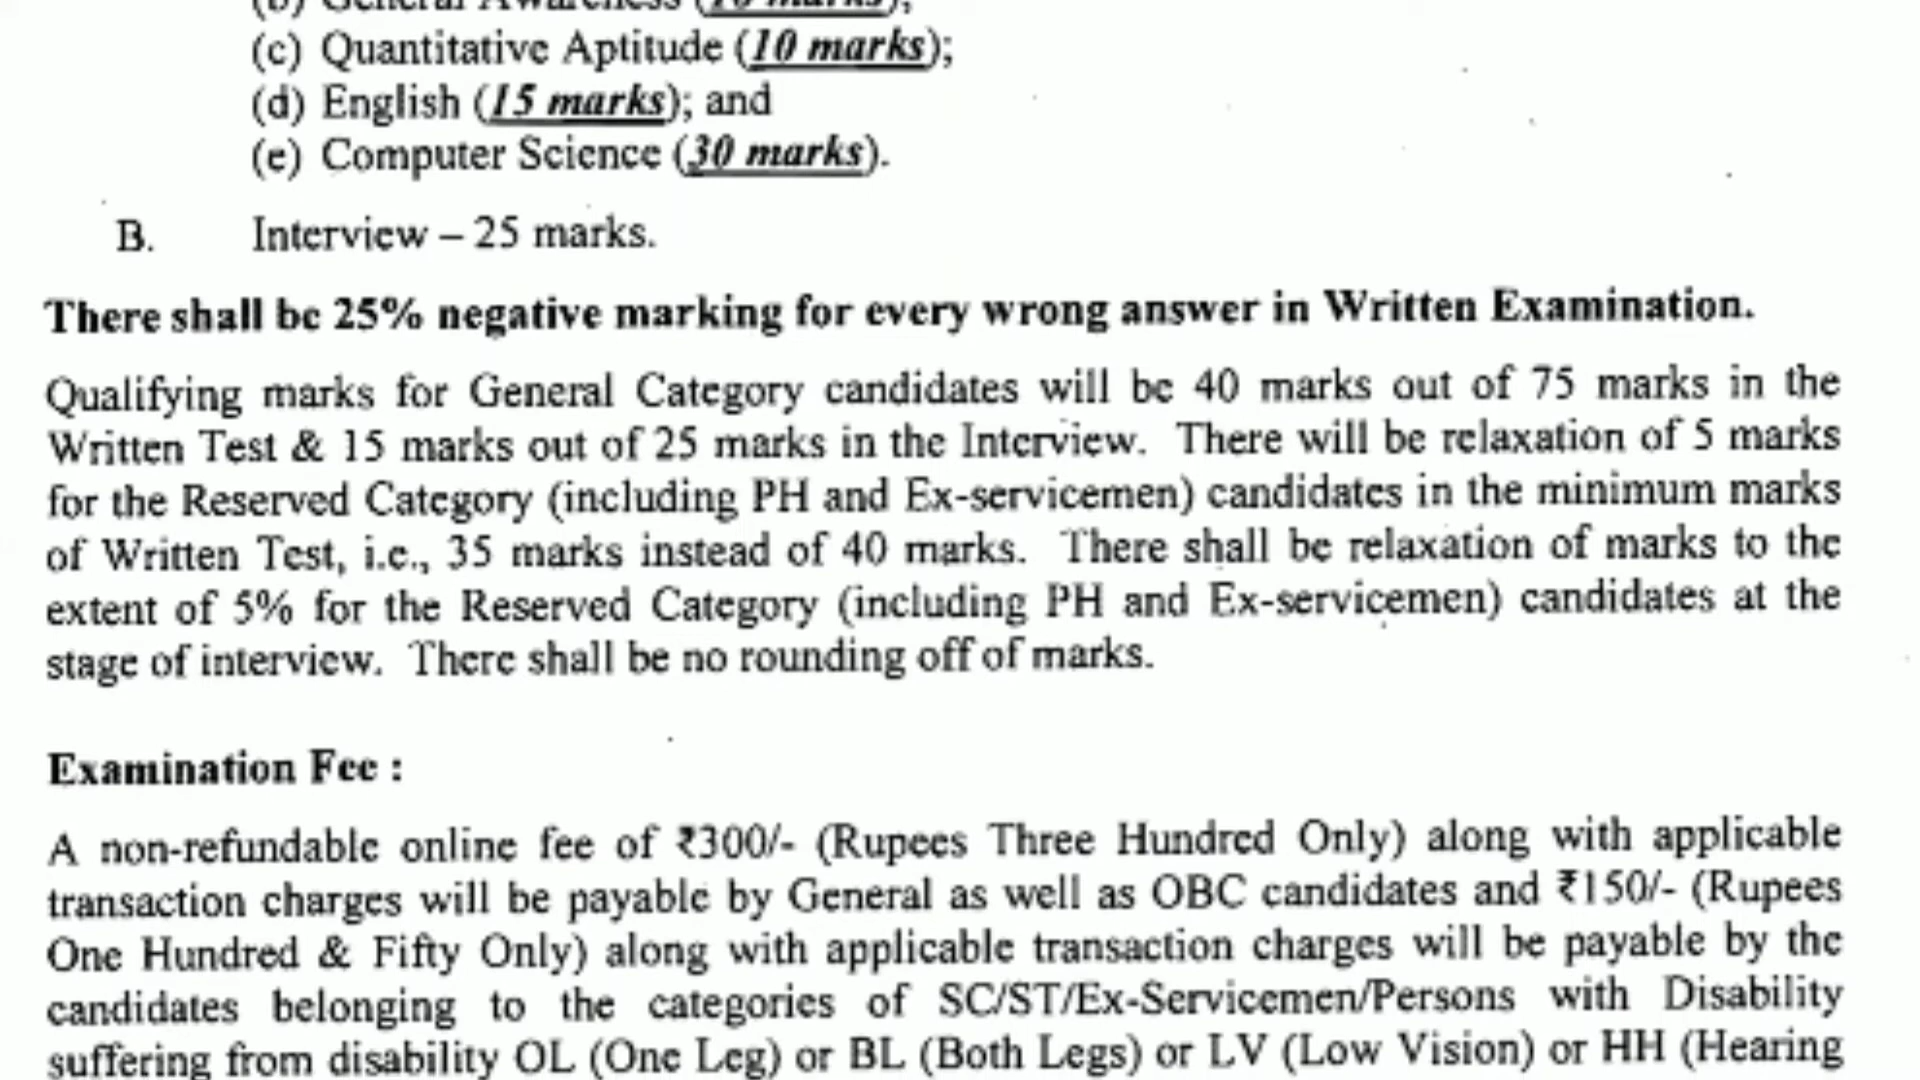 (b) General Awareness (10 marks);
(c) Quantitative Aptitude (10 marks);
(d) English (15 marks); and
(e) Computer Science (30 marks).
B. Interview – 25 marks.
There shall be 25% negative marking for every wrong answer in Written Examination.
Qualifying marks for General Category candidates will be 40 marks out of 75 marks in the
Written Test & 15 marks out of 25 marks in the Interview. There will be relaxation of 5 marks
for the Reserved Category (including PH and Ex-servicemen) candidates in the minimum marks
of Written Test, i.e., 35 marks instead of 40 marks. There shall be relaxation of marks to the
extent of 5% for the Reserved Category (including PH and Ex-servicemen) candidates at the
stage of interview. There shall be no rounding off of marks.
Examination Fee :
A non-refundable online fee of ₹300/- (Rupees Three Hundred Only) along with applicable
transaction charges will be payable by General as well as OBC candidates and ₹150/- (Rupees
One Hundred & Fifty Only) along with applicable transaction charges will be payable by the
candidates belonging to the categories of SC/ST/Ex-Servicemen/Persons with Disability
suffering from disability OL (One Leg) or BL (Both Legs) or LV (Low Vision) or HH (Hearing